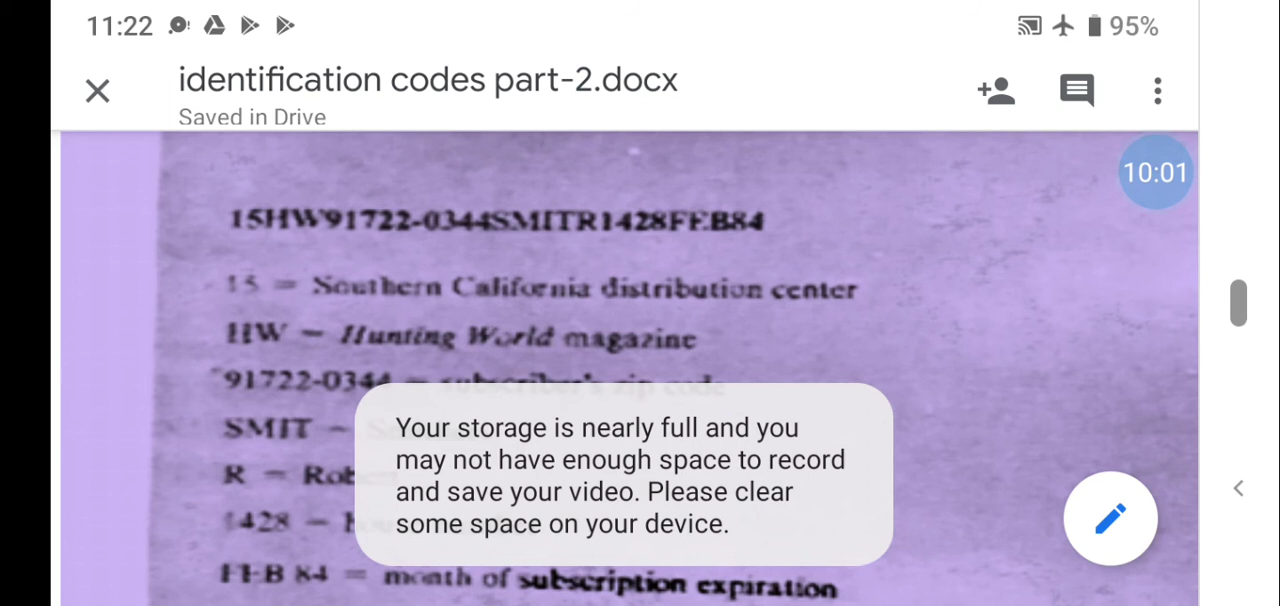 11:22
95%
identification codes part-2.docx
Saved in Drive
10:01
15HW91722-0344SMITR1428FEB84
15 = Southern California distribution center
HW = Hunting World magazine
91722-0344 = subscriber's zip code
SMIT =
R = Rob
1428 =
Your storage is nearly full and you
may not have enough space to record
and save your video. Please clear
some space on your device.
FEB 84 = month of subscription expiration